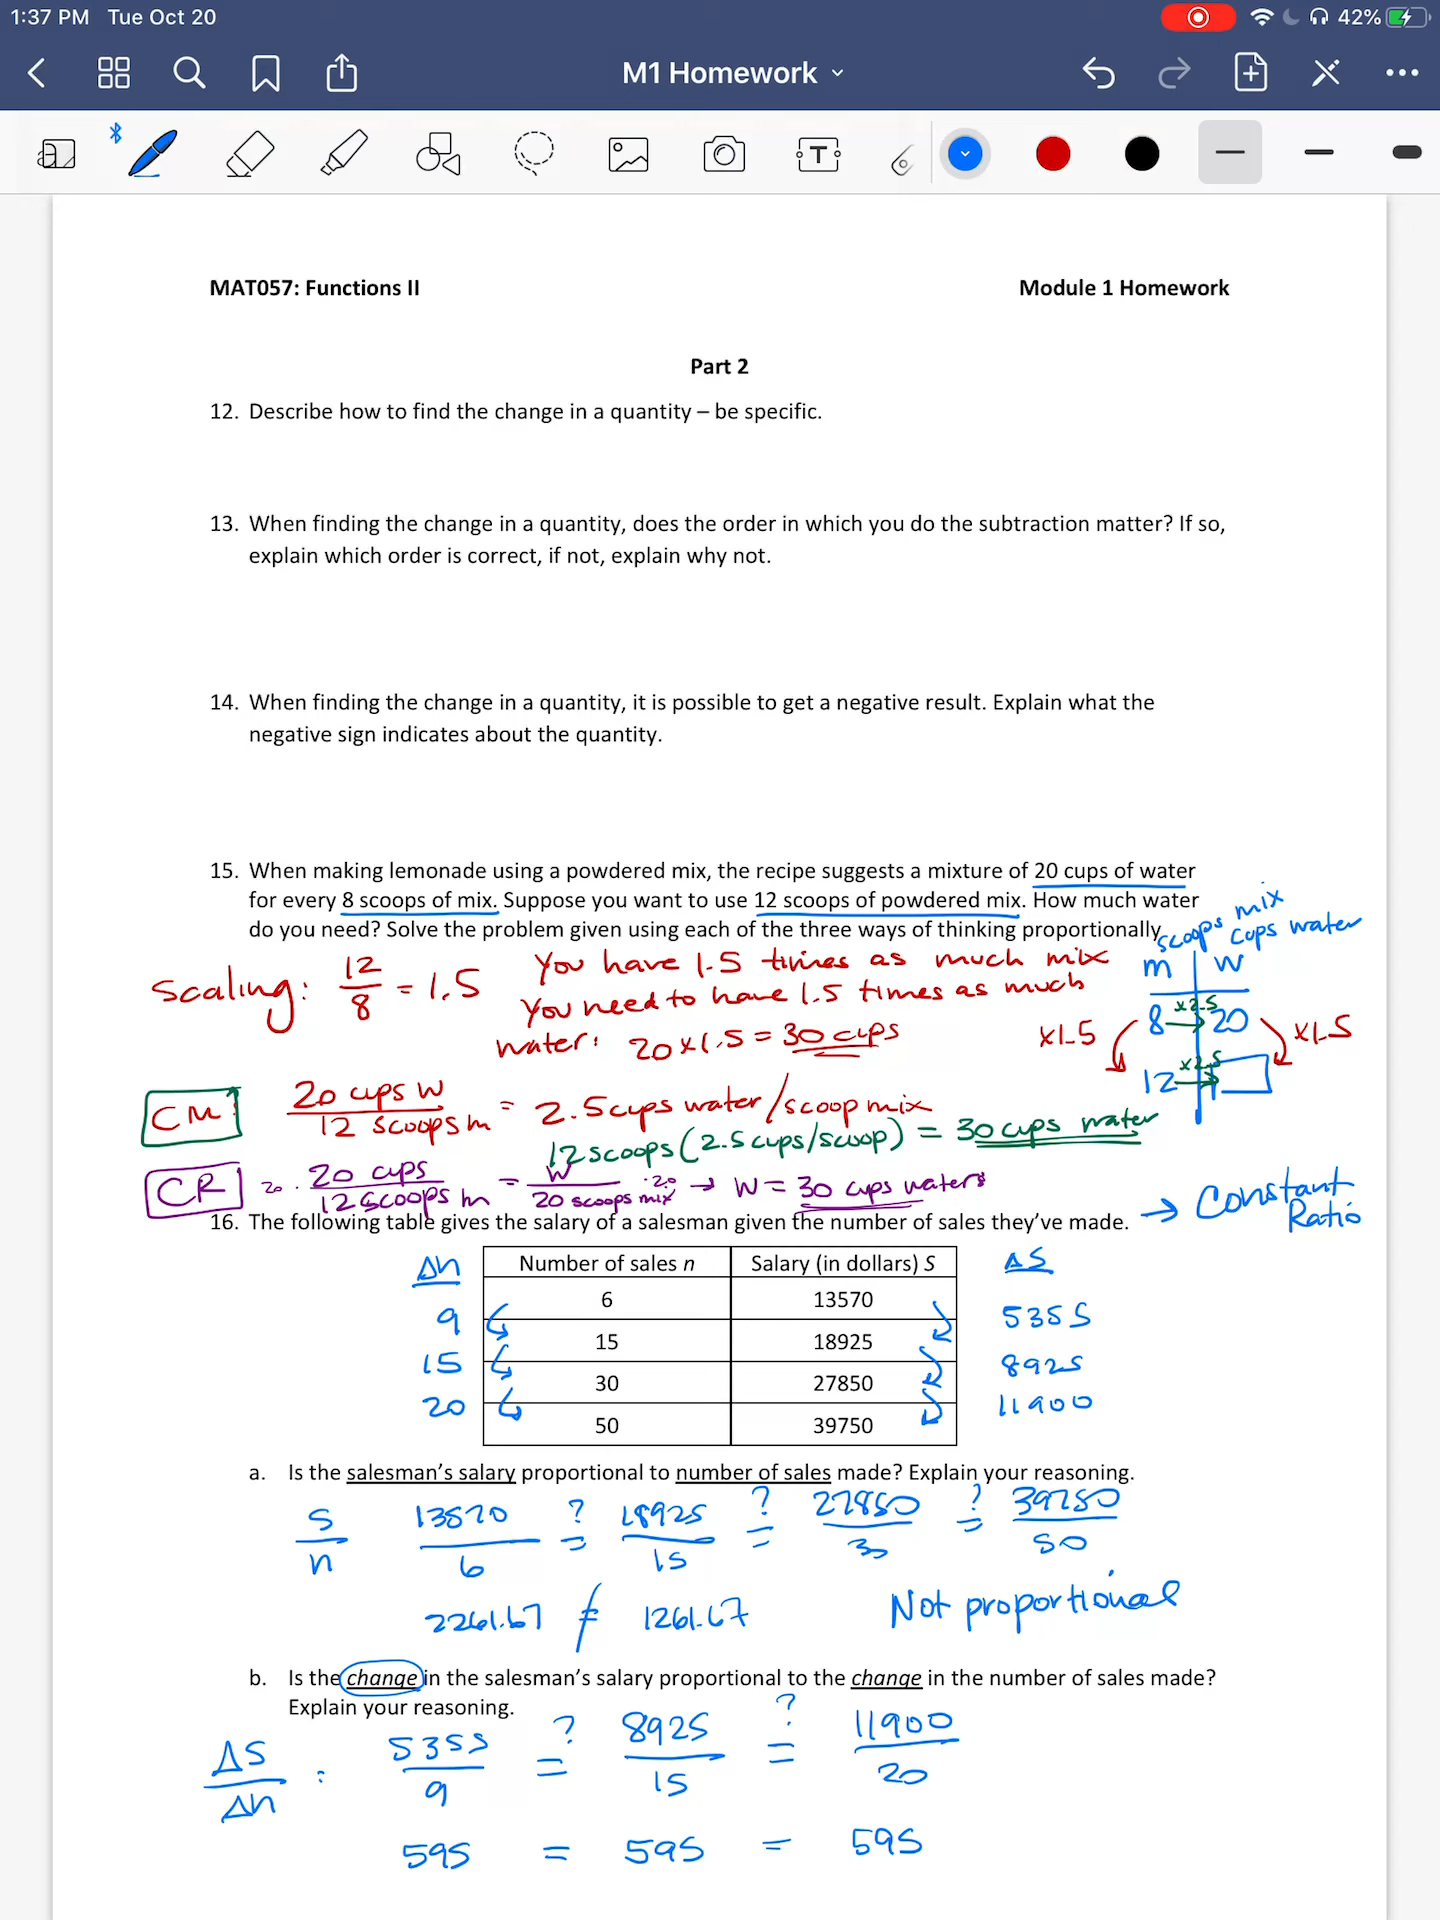 1:37 PM Tue Oct 20
42%
M1 Homework
T
MAT057: Functions II
Module 1 Homework
Part 2
12. Describe how to find the change in a quantity – be specific.
13. When finding the change in a quantity, does the order in which you do the subtraction matter? If so,
explain which order is correct, if not, explain why not.
14. When finding the change in a quantity, it is possible to get a negative result. Explain what the
negative sign indicates about the quantity.
15. When making lemonade using a powdered mix, the recipe suggests a mixture of 20 cups of water
for every 8 scoops of mix. Suppose you want to use 12 scoops of powdered mix. How much water
do you need? Solve the problem given using each of the three ways of thinking proportionally.
scoops mix cups water
m w
8 x2.5 20
12 x2.5
x1.5 x1.5
Scaling: 12/8 = 1.5
You have 1.5 times as much mix
You need to have 1.5 times as much
water: 20 x 1.5 = 30 cups
CM: 20 cups w / 12 scoops m = 2.5 cups water/scoop mix
12 scoops (2.5 cups/scoop) = 30 cups water
CR 20 · 20 cups / 12 scoops m = w / 20 scoops mix · 20 → w = 30 cups waters
16. The following table gives the salary of a salesman given the number of sales they've made.
→ Constant Ratio
Δn Number of sales n Salary (in dollars) S ΔS
6 13570
9 5355
15 18925
15 8925
30 27850
20 11900
50 39750
a. Is the salesman's salary proportional to number of sales made? Explain your reasoning.
S/n 13570/6 ?= 18925/15 ?= 27850/30 ?= 39750/50
2261.67 ≠ 1261.67 Not proportional
b. Is the change in the salesman's salary proportional to the change in the number of sales made?
Explain your reasoning.
ΔS/Δn : 5355/9 ?= 8925/15 ?= 11900/20
595 = 595 = 595